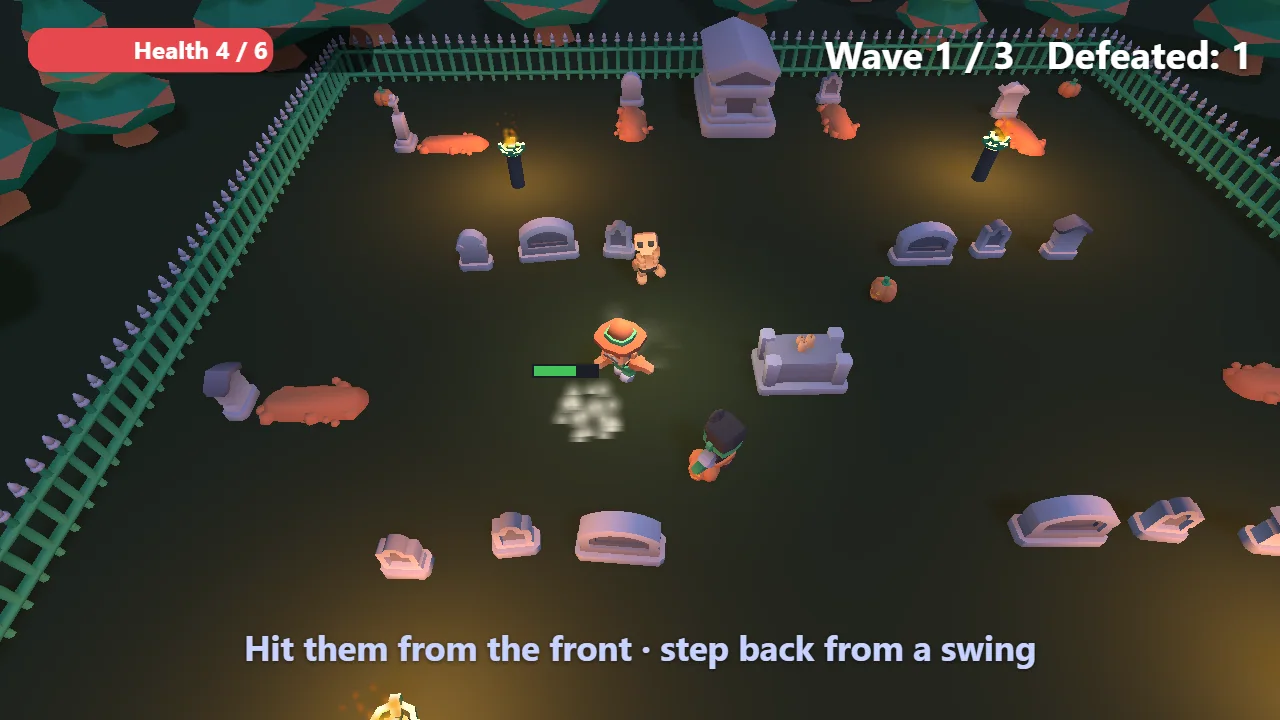 Health 4 / 6
Wave 1 / 3 Defeated: 1
Hit them from the front · step back from a swing